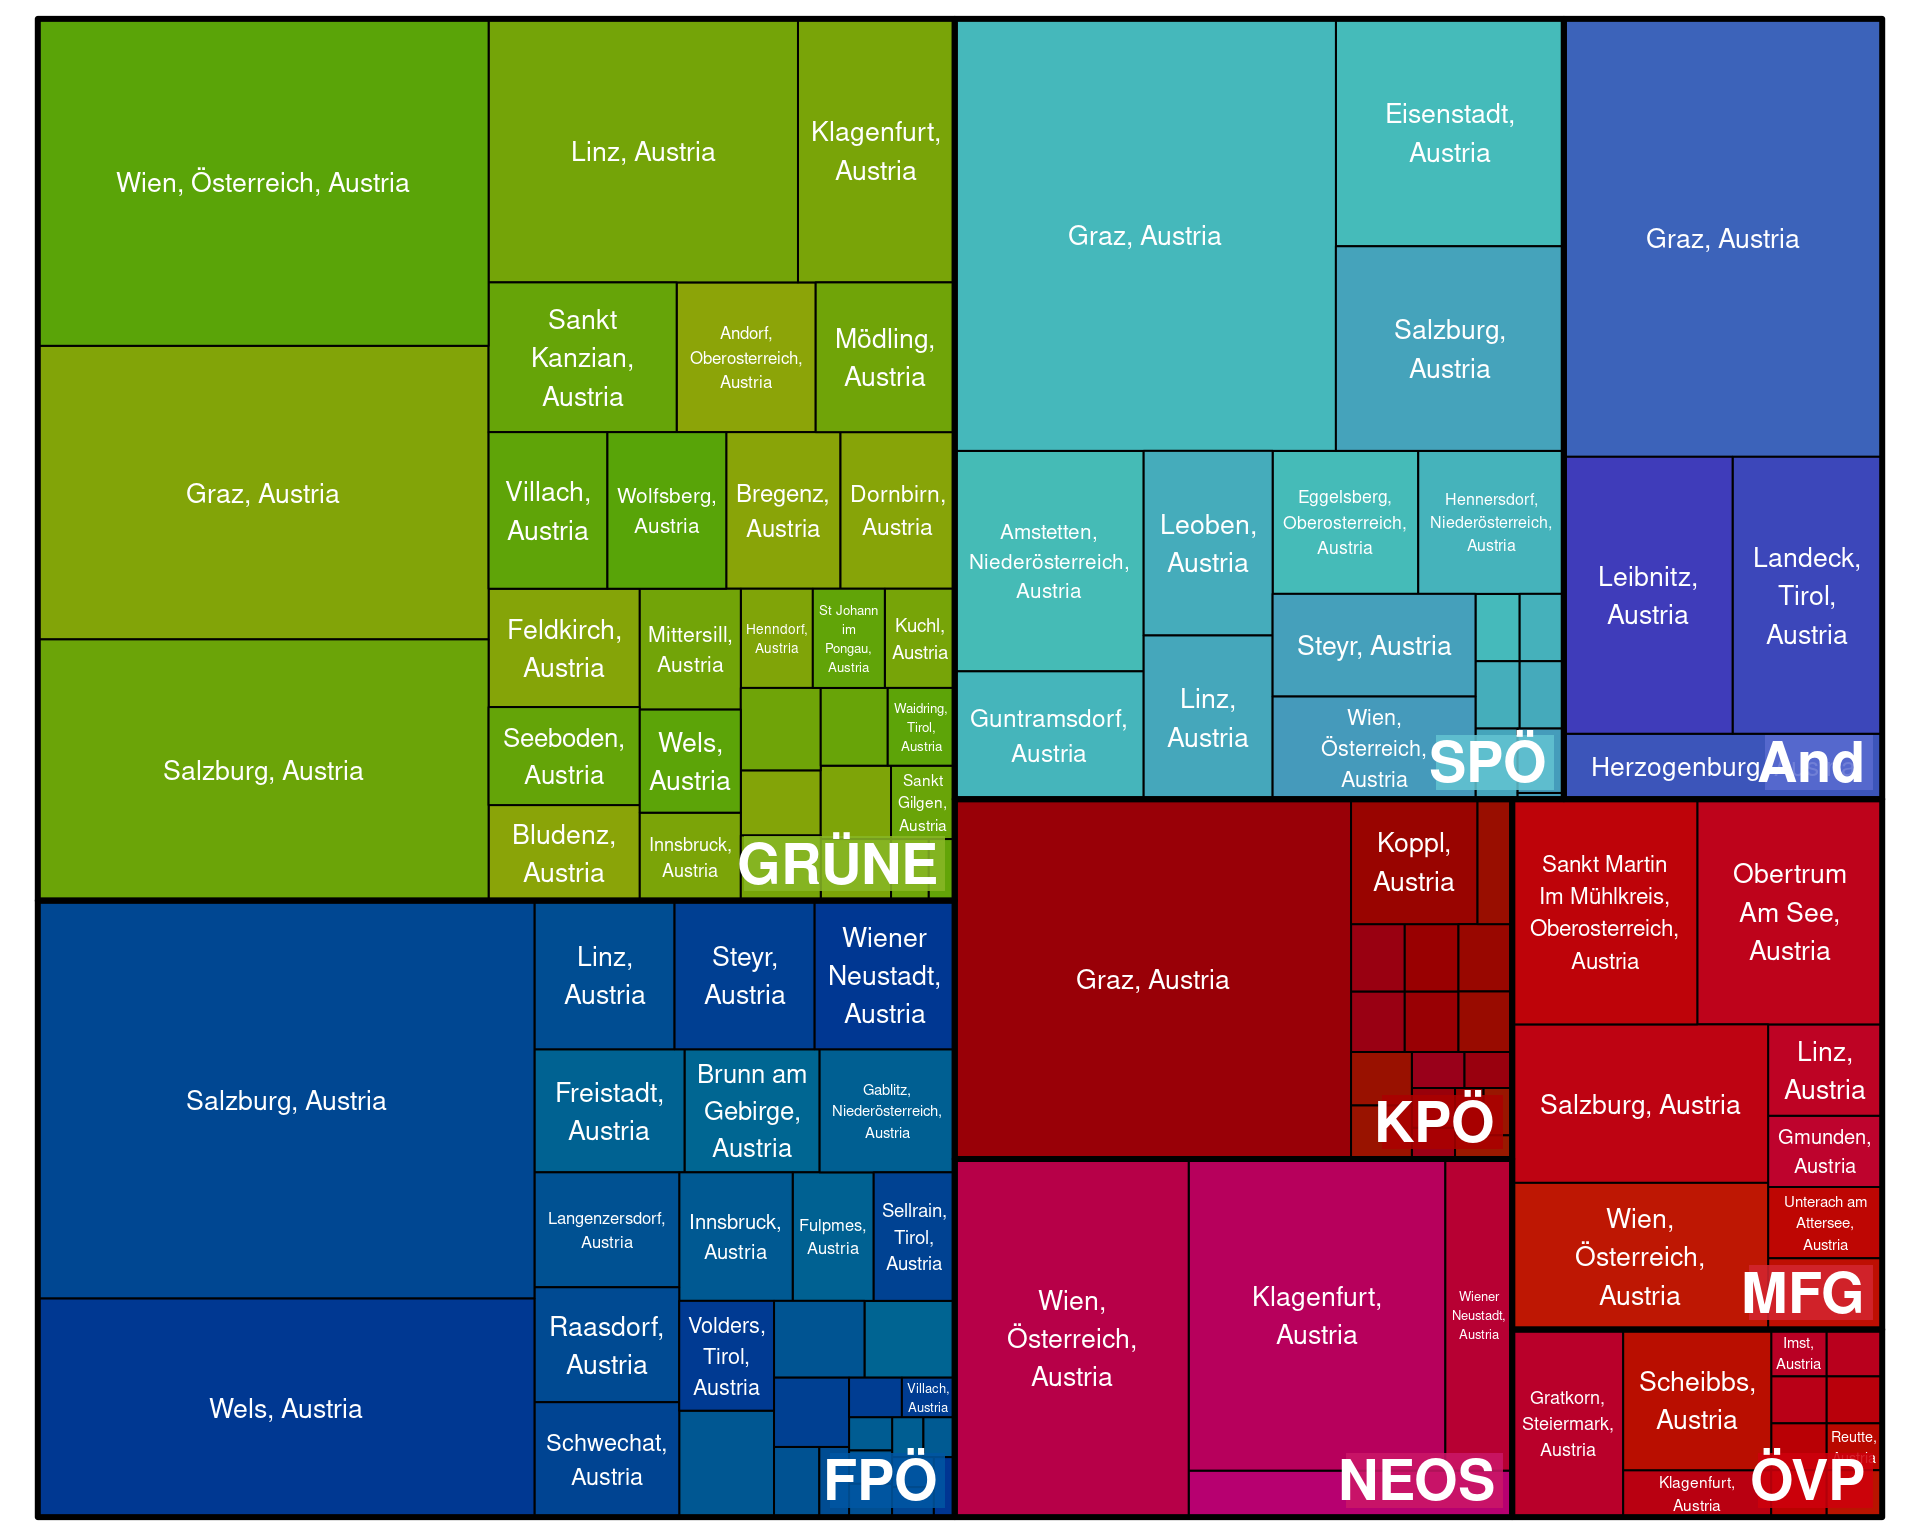 Wien, Österreich, Austria
Linz, Austria
Klagenfurt,
Austria
Graz, Austria
Salzburg, Austria
Sankt
Kanzian,
Austria
Andorf,
Oberosterreich,
Austria
Mödling,
Austria
Villach,
Austria
Wolfsberg,
Austria
Bregenz,
Austria
Dornbirn,
Austria
Feldkirch,
Austria
Mittersill,
Austria
Henndorf,
Austria
St Johann
im
Pongau,
Austria
Kuchl,
Austria
Seeboden,
Austria
Wels,
Austria
Waidring,
Tirol,
Austria
Sankt
Gilgen,
Austria
Bludenz,
Austria
Innsbruck,
Austria
GRÜNE
Graz, Austria
Eisenstadt,
Austria
Salzburg,
Austria
Amstetten,
Niederösterreich,
Austria
Leoben,
Austria
Eggelsberg,
Oberosterreich,
Austria
Hennersdorf,
Niederösterreich,
Austria
Guntramsdorf,
Austria
Linz,
Austria
Steyr, Austria
Wien,
Österreich,
Austria
SPÖ
Graz, Austria
Leibnitz,
Austria
Landeck,
Tirol,
Austria
Herzogenburg
And
Salzburg, Austria
Wels, Austria
Linz,
Austria
Steyr,
Austria
Wiener
Neustadt,
Austria
Freistadt,
Austria
Brunn am
Gebirge,
Austria
Gablitz,
Niederösterreich,
Austria
Langenzersdorf,
Austria
Innsbruck,
Austria
Fulpmes,
Austria
Sellrain,
Tirol,
Austria
Raasdorf,
Austria
Volders,
Tirol,
Austria
Villach,
Austria
Schwechat,
Austria
FPÖ
Graz, Austria
Koppl,
Austria
KPÖ
Wien,
Österreich,
Austria
Klagenfurt,
Austria
Wiener
Neustadt,
Austria
NEOS
Sankt Martin
Im Mühlkreis,
Oberosterreich,
Austria
Obertrum
Am See,
Austria
Salzburg, Austria
Linz,
Austria
Gmunden,
Austria
Wien,
Österreich,
Austria
Unterach am
Attersee,
Austria
MFG
Gratkorn,
Steiermark,
Austria
Scheibbs,
Austria
Imst,
Austria
Reutte,
Klagenfurt,
Austria
ÖVP